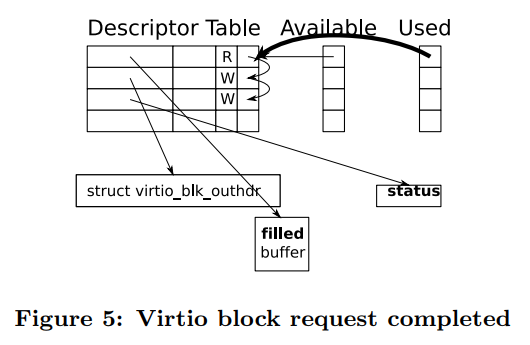 Descriptor Table Available Used
R
W
W
struct virtio_blk_outhdr
status
filled
buffer
Figure 5: Virtio block request completed